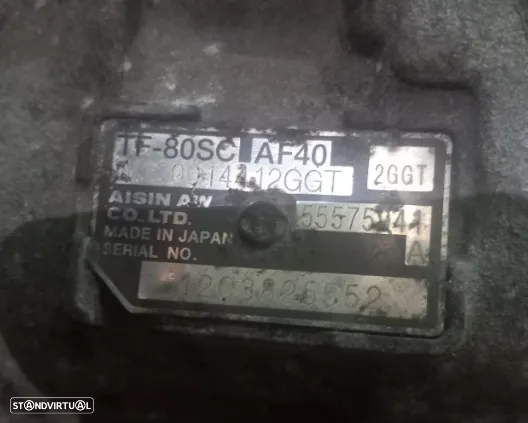 TF-80SC AF40
12GGT 2GGT
AISIN AW
CO.LTD.
MADE IN JAPAN
A
SERIAL NO.
STANDVIRTUAL